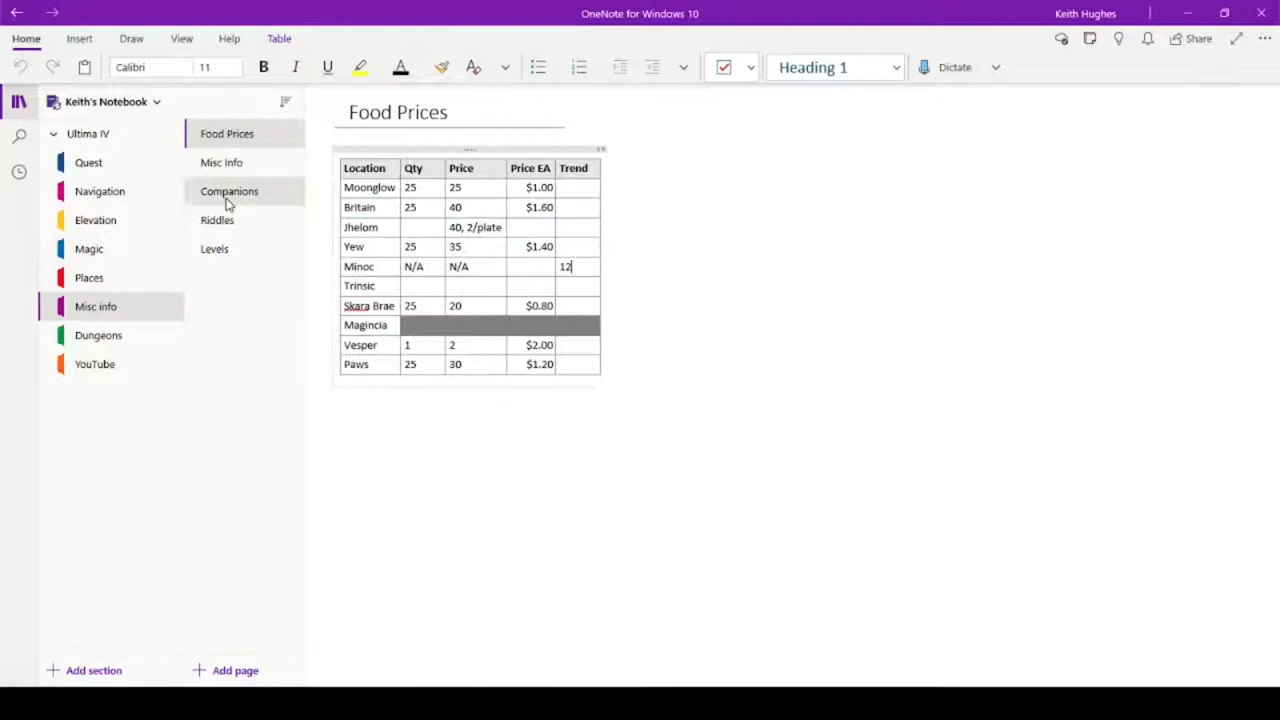 OneNote for Windows 10
Keith Hughes
Home Insert Draw View Help Table
Share
Calibri 11 B I U A Heading 1 Dictate
Keith's Notebook
Ultima IV
Quest
Navigation
Elevation
Magic
Places
Misc info
Dungeons
YouTube
Add section
Food Prices
Misc Info
Companions
Riddles
Levels
Add page
Food Prices
Location Qty Price Price EA Trend
Moonglow 25 25 $1.00
Britain 25 40 $1.60
Jhelom 40, 2/plate
Yew 25 35 $1.40
Minoc N/A N/A 12
Trinsic
Skara Brae 25 20 $0.80
Magincia
Vesper 1 2 $2.00
Paws 25 30 $1.20